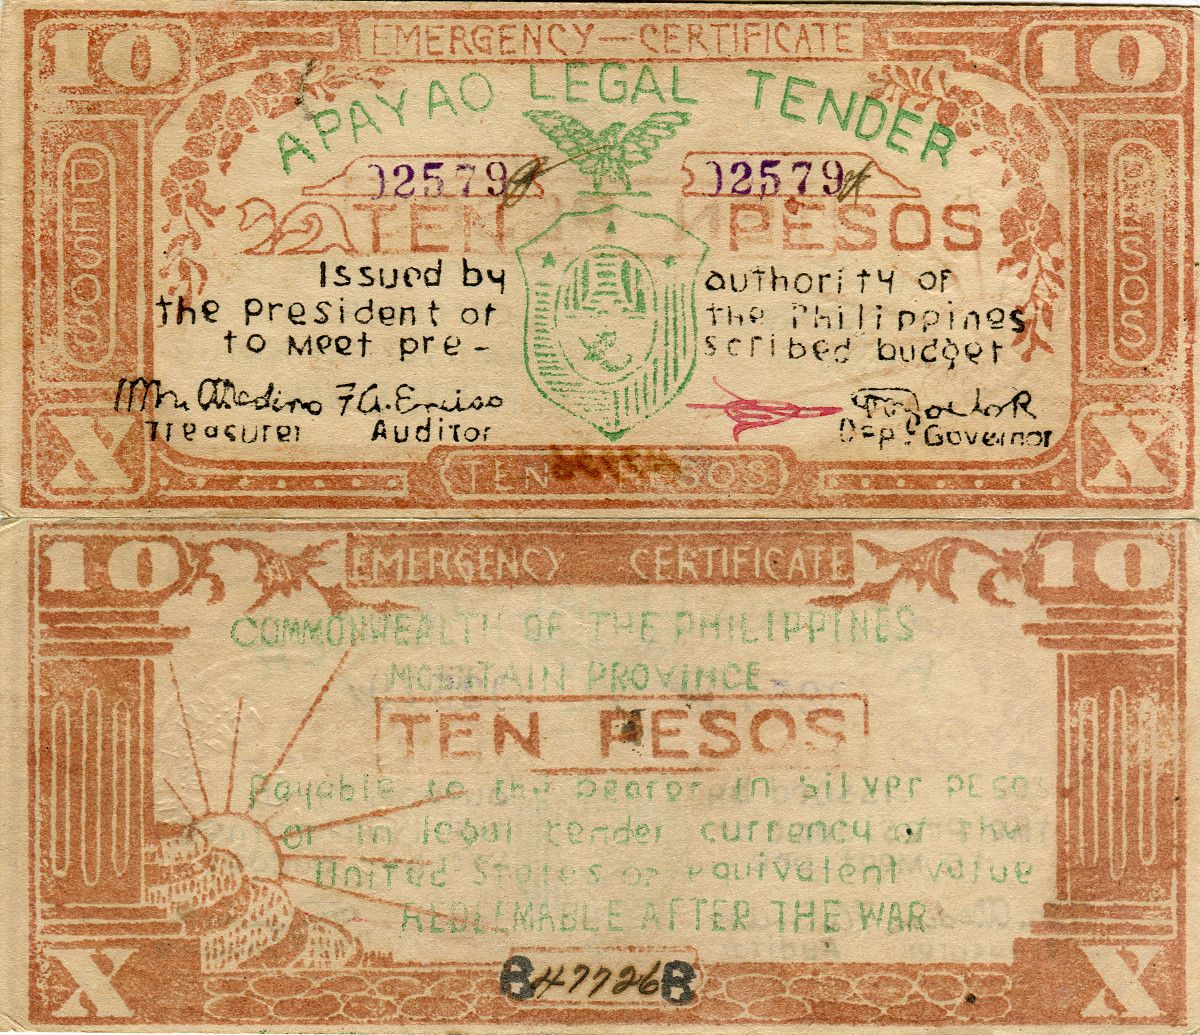 10 EMERGENCY—CERTIFICATE 10
APAYAO LEGAL TENDER
02579 02579
TEN PESOS
PESOS PESOS
Issued by authority of
the president of the Philippines
to meet pre- scribed budget
F.A. Enciso
Treasurer Auditor Dep. Governor
X TEN PESOS X
10 EMERGENCY CERTIFICATE 10
COMMONWEALTH OF THE PHILIPPINES
MOUNTAIN PROVINCE
TEN PESOS
Payable to the bearer in Silver PESOS
or in legal tender currency of the
United States or equivalent value
REDEEMABLE AFTER THE WAR
X B47726B X